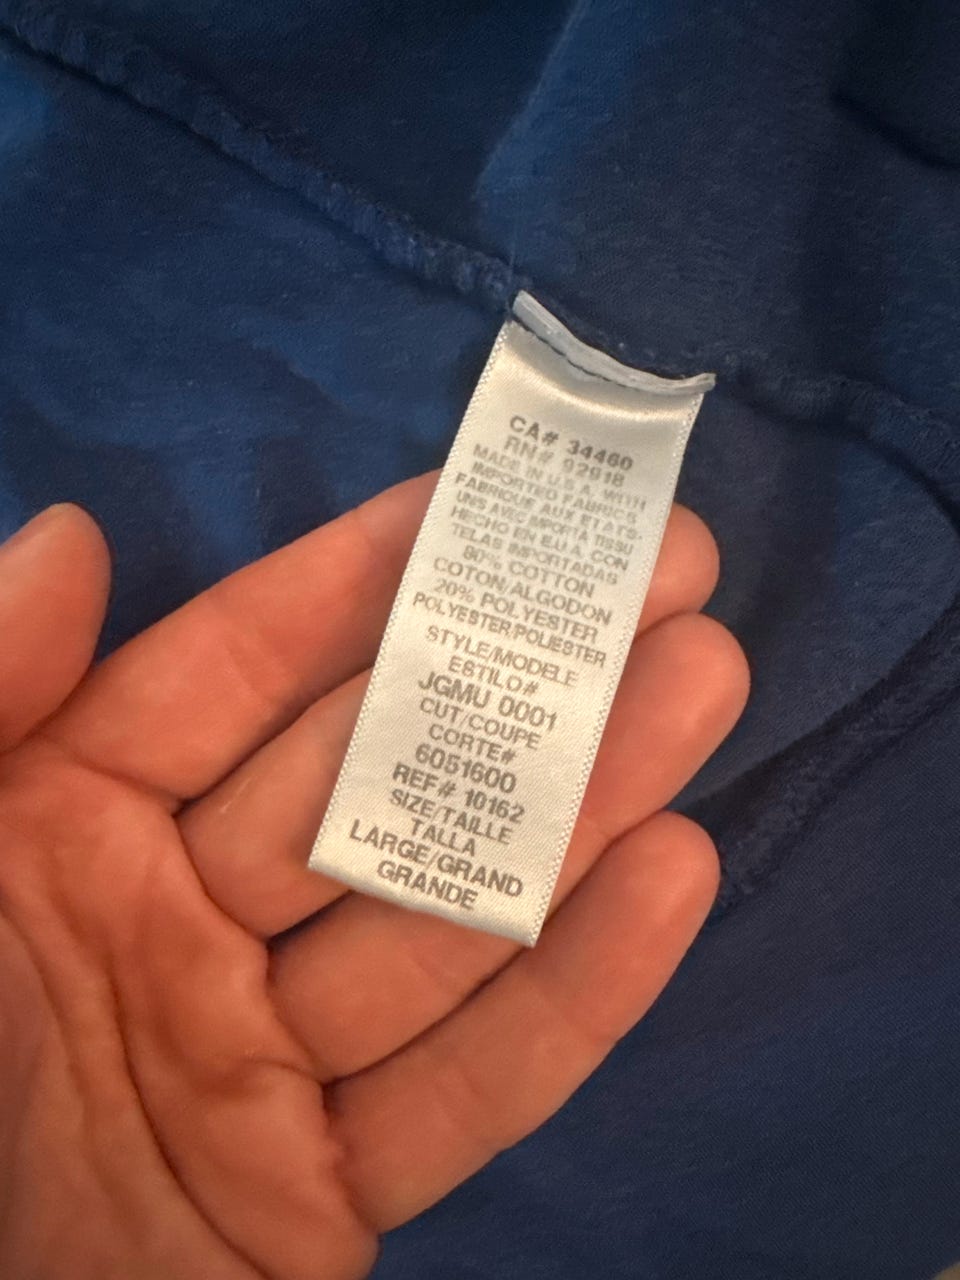 CA# 34460
RN# 92918
MADE IN U.S.A. WITH
IMPORTED FABRICS
FABRIQUE AUX ETATS-
UNIS AVEC IMPORTA TISSU
HECHO EN E.U.A. CON
TELAS IMPORTADAS
80% COTTON
COTON/ALGODON
20% POLYESTER
POLYESTER/POLIESTER
STYLE/MODELE
ESTILO#
JGMU 0001
CUT/COUPE
CORTE#
6051600
REF# 10162
SIZE/TAILLE
TALLA
LARGE/GRAND
GRANDE